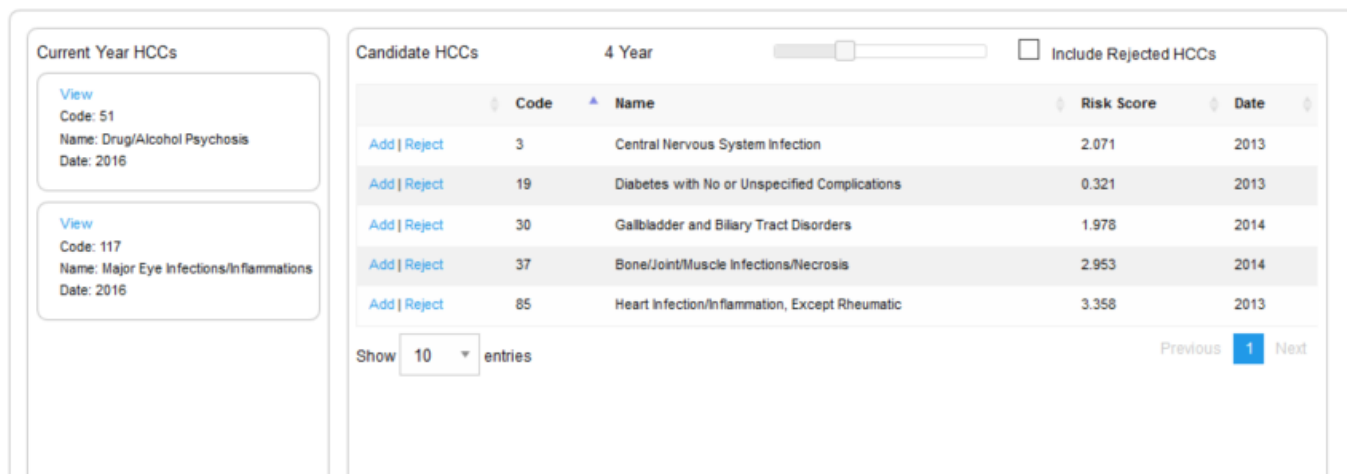 Current Year HCCs
View
Code: 51
Name: Drug/Alcohol Psychosis
Date: 2016
View
Code: 117
Name: Major Eye Infections/Inflammations
Date: 2016
Candidate HCCs 4 Year Include Rejected HCCs
Code Name Risk Score Date
Add | Reject 3 Central Nervous System Infection 2.071 2013
Add | Reject 19 Diabetes with No or Unspecified Complications 0.321 2013
Add | Reject 30 Gallbladder and Biliary Tract Disorders 1.978 2014
Add | Reject 37 Bone/Joint/Muscle Infections/Necrosis 2.953 2014
Add | Reject 85 Heart Infection/Inflammation, Except Rheumatic 3.358 2013
Show 10 entries Previous 1 Next